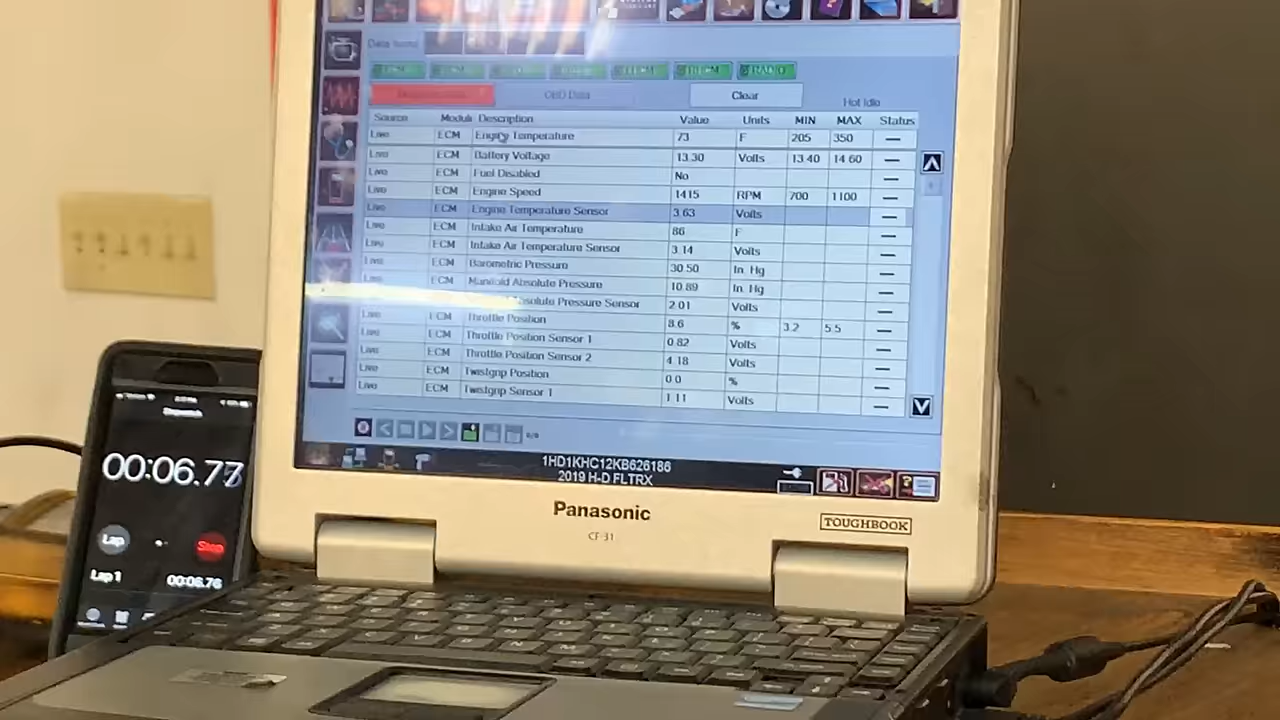 Data Items
RADIO
OBD Data
Clear
Hot Idle
Source Module Description Value Units MIN MAX Status
Live ECM Engine Temperature 73 F 205 350 —
Live ECM Battery Voltage 13.30 Volts 13.40 14.60 —
Live ECM Fuel Disabled No —
Live ECM Engine Speed 1415 RPM 700 1100 —
Live ECM Engine Temperature Sensor 3.63 Volts —
Live ECM Intake Air Temperature 86 F —
Live ECM Intake Air Temperature Sensor 3.14 Volts —
Live ECM Barometric Pressure 30.50 In. Hg —
Live ECM Manifold Absolute Pressure 10.89 In. Hg —
Absolute Pressure Sensor 2.01 Volts —
Live ECM Throttle Position 8.6 % 3.2 5.5 —
Live ECM Throttle Position Sensor 1 0.82 Volts —
Live ECM Throttle Position Sensor 2 4.18 Volts —
Live ECM Twistgrip Position 0.0 % —
Live ECM Twistgrip Sensor 1 1.11 Volts —
0/0
1HD1KHC12KB626186
2019 H-D FLTRX
Panasonic
TOUGHBOOK
CF-31
00:06.77
Lap
Stop
Lap 1 00:06.76